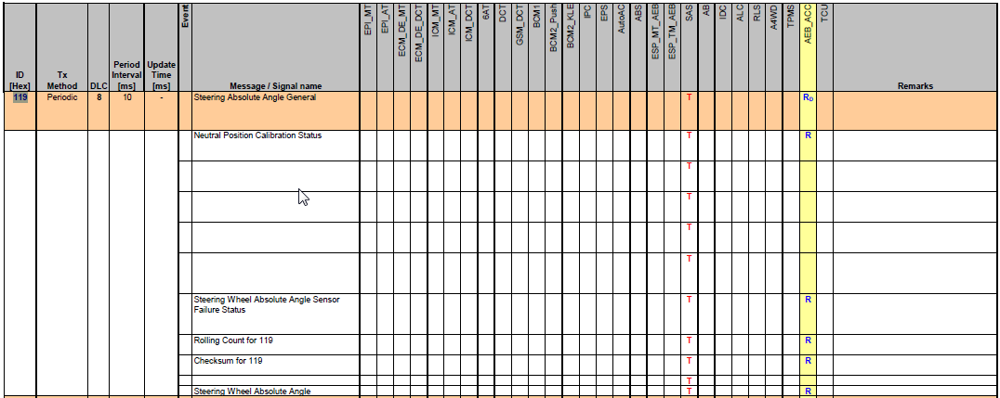 Event
EPI_MT
EPI_AT
ECM_DE_MT
ECM_DE_DCT
ICM_MT
ICM_AT
ICM_DCT
6AT
DCT
GSM_DCT
BCM1
BCM2_Push
BCM2_KLE
IPC
EPS
AutoAC
ABS
ESP_MT_AEB
ESP_TM_AEB
SAS
AB
IDC
ALC
RLS
A4WD
TPMS
AEB_ACC
TCU
ID [Hex]
Tx Method
DLC
Period Interval [ms]
Update Time [ms]
Message / Signal name
Remarks
119 Periodic 8 10 - Steering Absolute Angle General T RD
Neutral Position Calibration Status T R
T
T
T
T
Steering Wheel Absolute Angle Sensor
Failure Status T R
Rolling Count for 119 T R
Checksum for 119 T R
T
Steering Wheel Absolute Angle T R